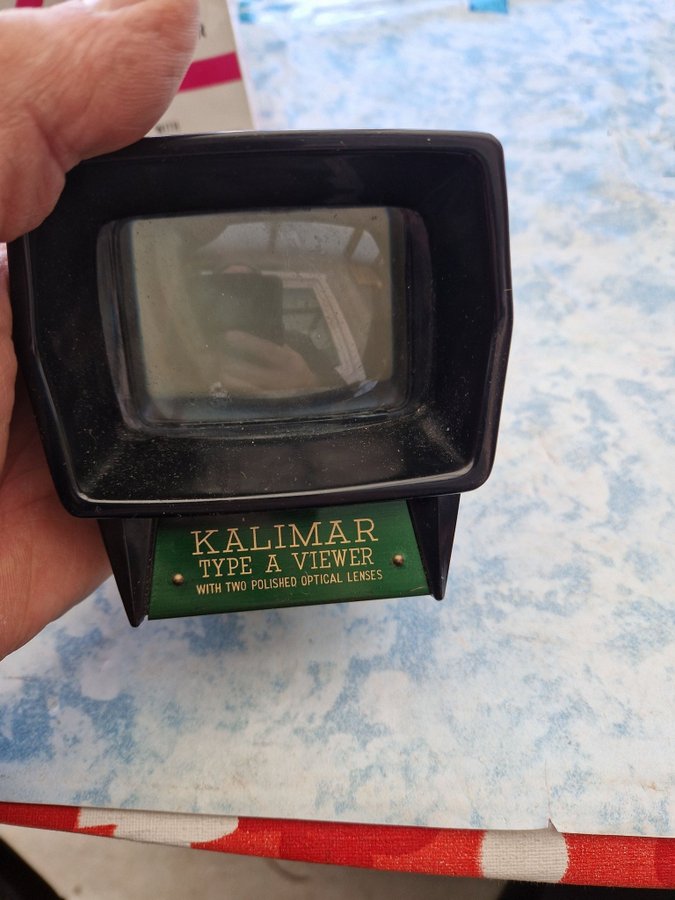 KALIMAR
TYPE A VIEWER
WITH TWO POLISHED OPTICAL LENSES